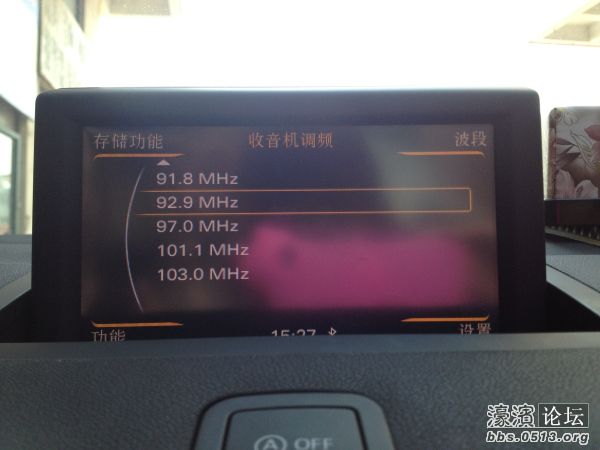 存储功能 收音机调频 波段
91.8 MHz
92.9 MHz
97.0 MHz
101.1 MHz
103.0 MHz
功能 15:27 设置
A OFF
濠滨论坛
bbs.0513.org